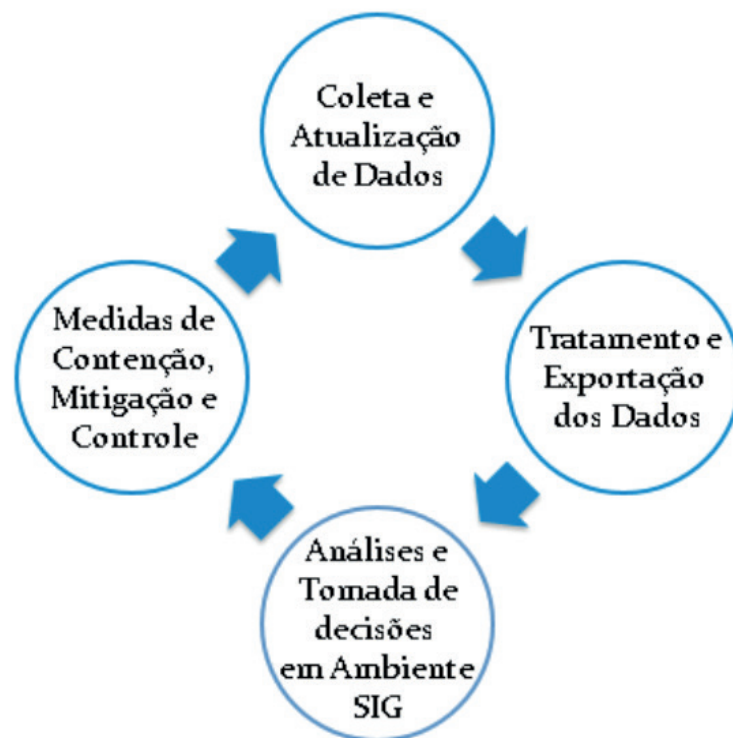 Coleta e
Atualização
de Dados
Tratamento e
Exportação
dos Dados
Análises e
Tomada de
decisões
em Ambiente
SIG
Medidas de
Contenção,
Mitigação e
Controle